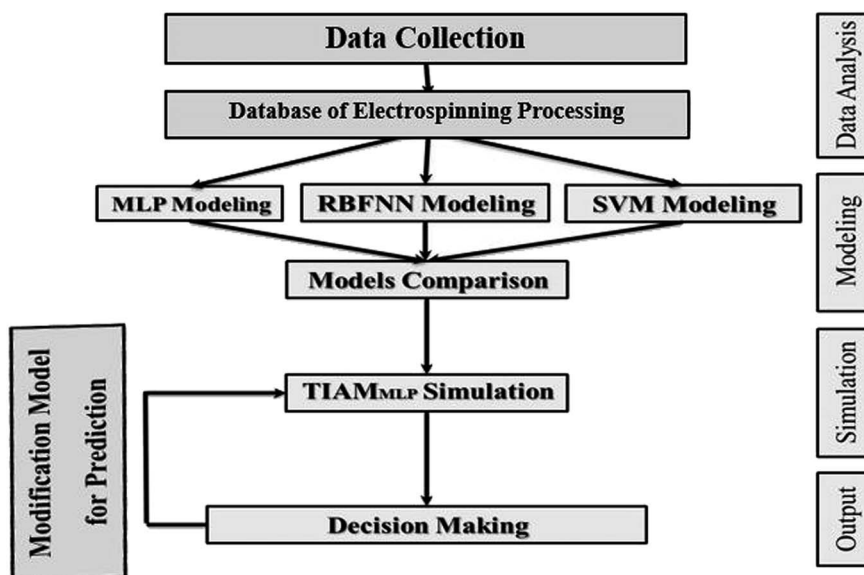 Data Collection
Database of Electrospinning Processing
MLP Modeling
RBFNN Modeling
SVM Modeling
Models Comparison
TIAMMLP Simulation
Decision Making
Modification Model
for Prediction
Data Analysis
Modeling
Simulation
Output